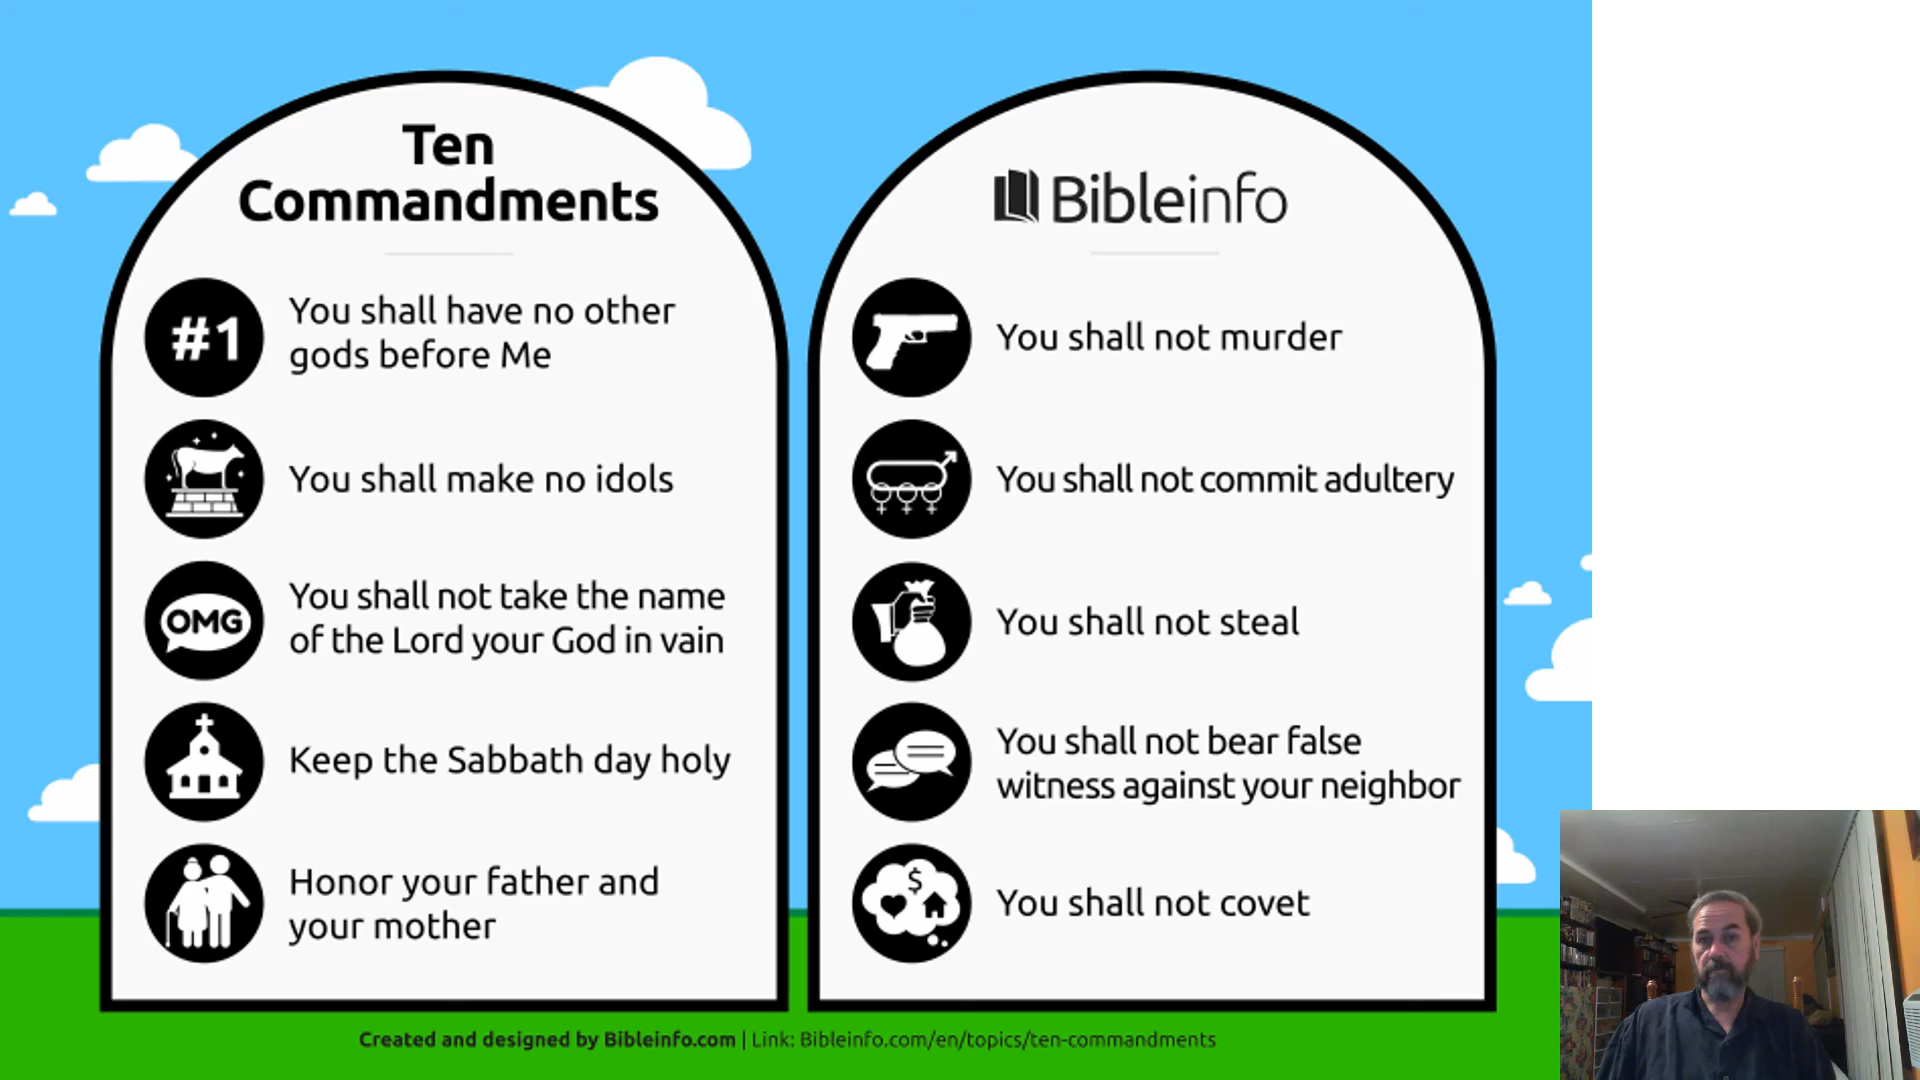 Ten
Commandments
#1
You shall have no other
gods before Me
You shall make no idols
OMG
You shall not take the name
of the Lord your God in vain
Keep the Sabbath day holy
Honor your father and
your mother
Bibleinfo
You shall not murder
You shall not commit adultery
You shall not steal
You shall not bear false
witness against your neighbor
$
You shall not covet
Created and designed by Bibleinfo.com | Link: Bibleinfo.com/en/topics/ten-commandments